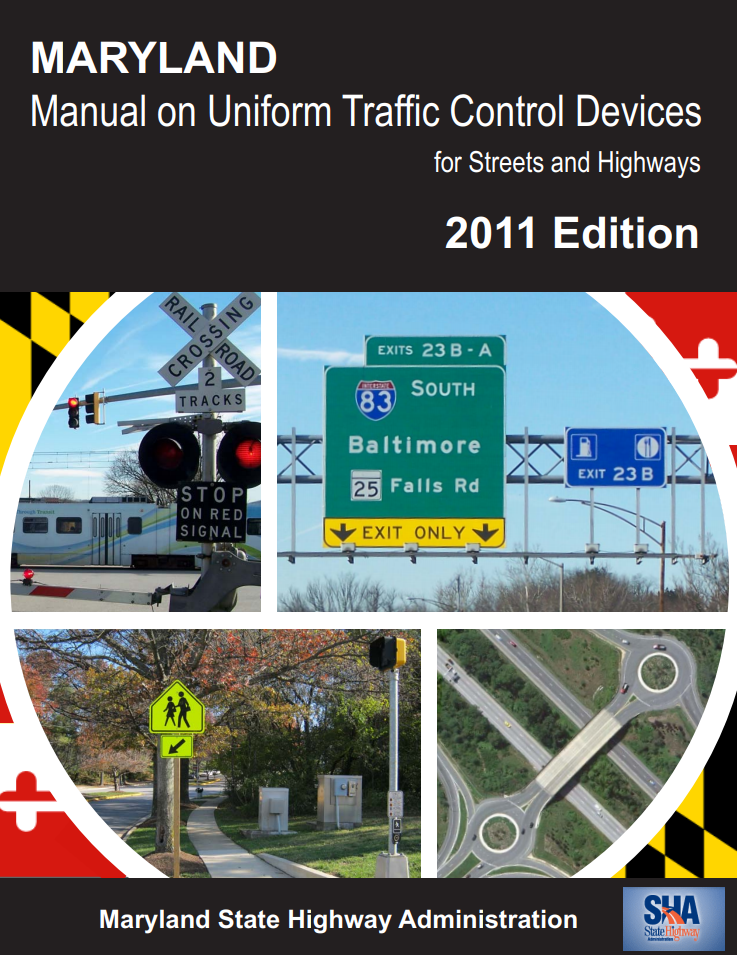 MARYLAND
Manual on Uniform Traffic Control Devices
for Streets and Highways
2011 Edition
RAIL ROAD
CROSSING
2
TRACKS
STOP
ON RED
SIGNAL
EXITS 23 B - A
83
SOUTH
Baltimore
25 Falls Rd
EXIT ONLY
EXIT 23 B
Maryland State Highway Administration
SHA
State Highway
Administration